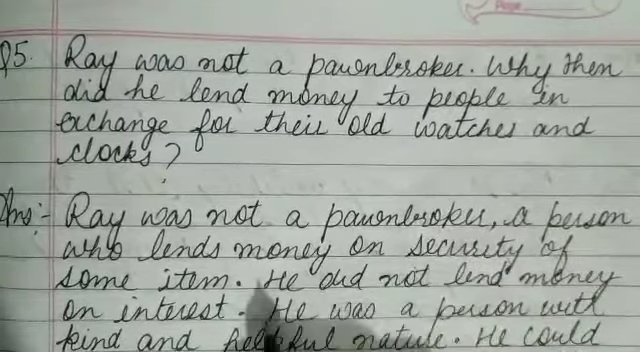 Page
Q5. Ray was not a pawnbroker. Why then
did he lend money to people in
exchange for their old watches and
clocks?
Ans:- Ray was not a pawnbroker, a person
who lends money on security of
some item. He did not lend money
on interest. He was a person with
kind and helpful nature. He could